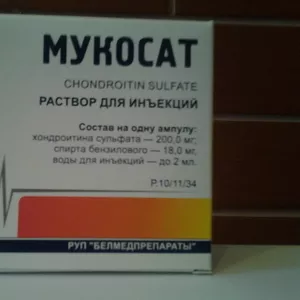 МУКОСАТ
CHONDROITIN SULFATE
РАСТВОР ДЛЯ ИНЪЕКЦИЙ
Состав на одну ампулу:
хондроитина сульфата — 200,0 мг;
спирта бензилового — 18,0 мг,
воды для инъекций — до 2 мл.
Р.10/11/34
РУП "БЕЛМЕДПРЕПАРАТЫ"